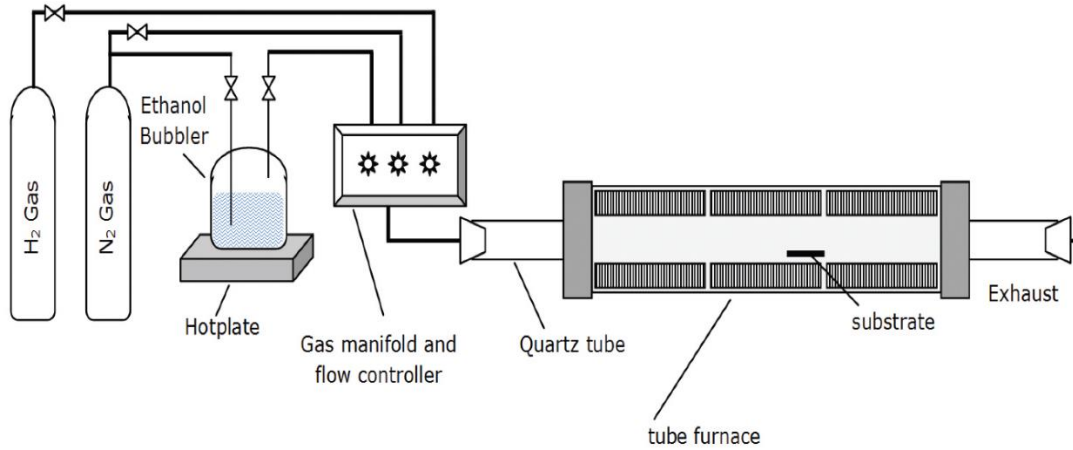 H₂ Gas
N₂ Gas
Ethanol
Bubbler
Hotplate
Gas manifold and
flow controller
Quartz tube
tube furnace
substrate
Exhaust